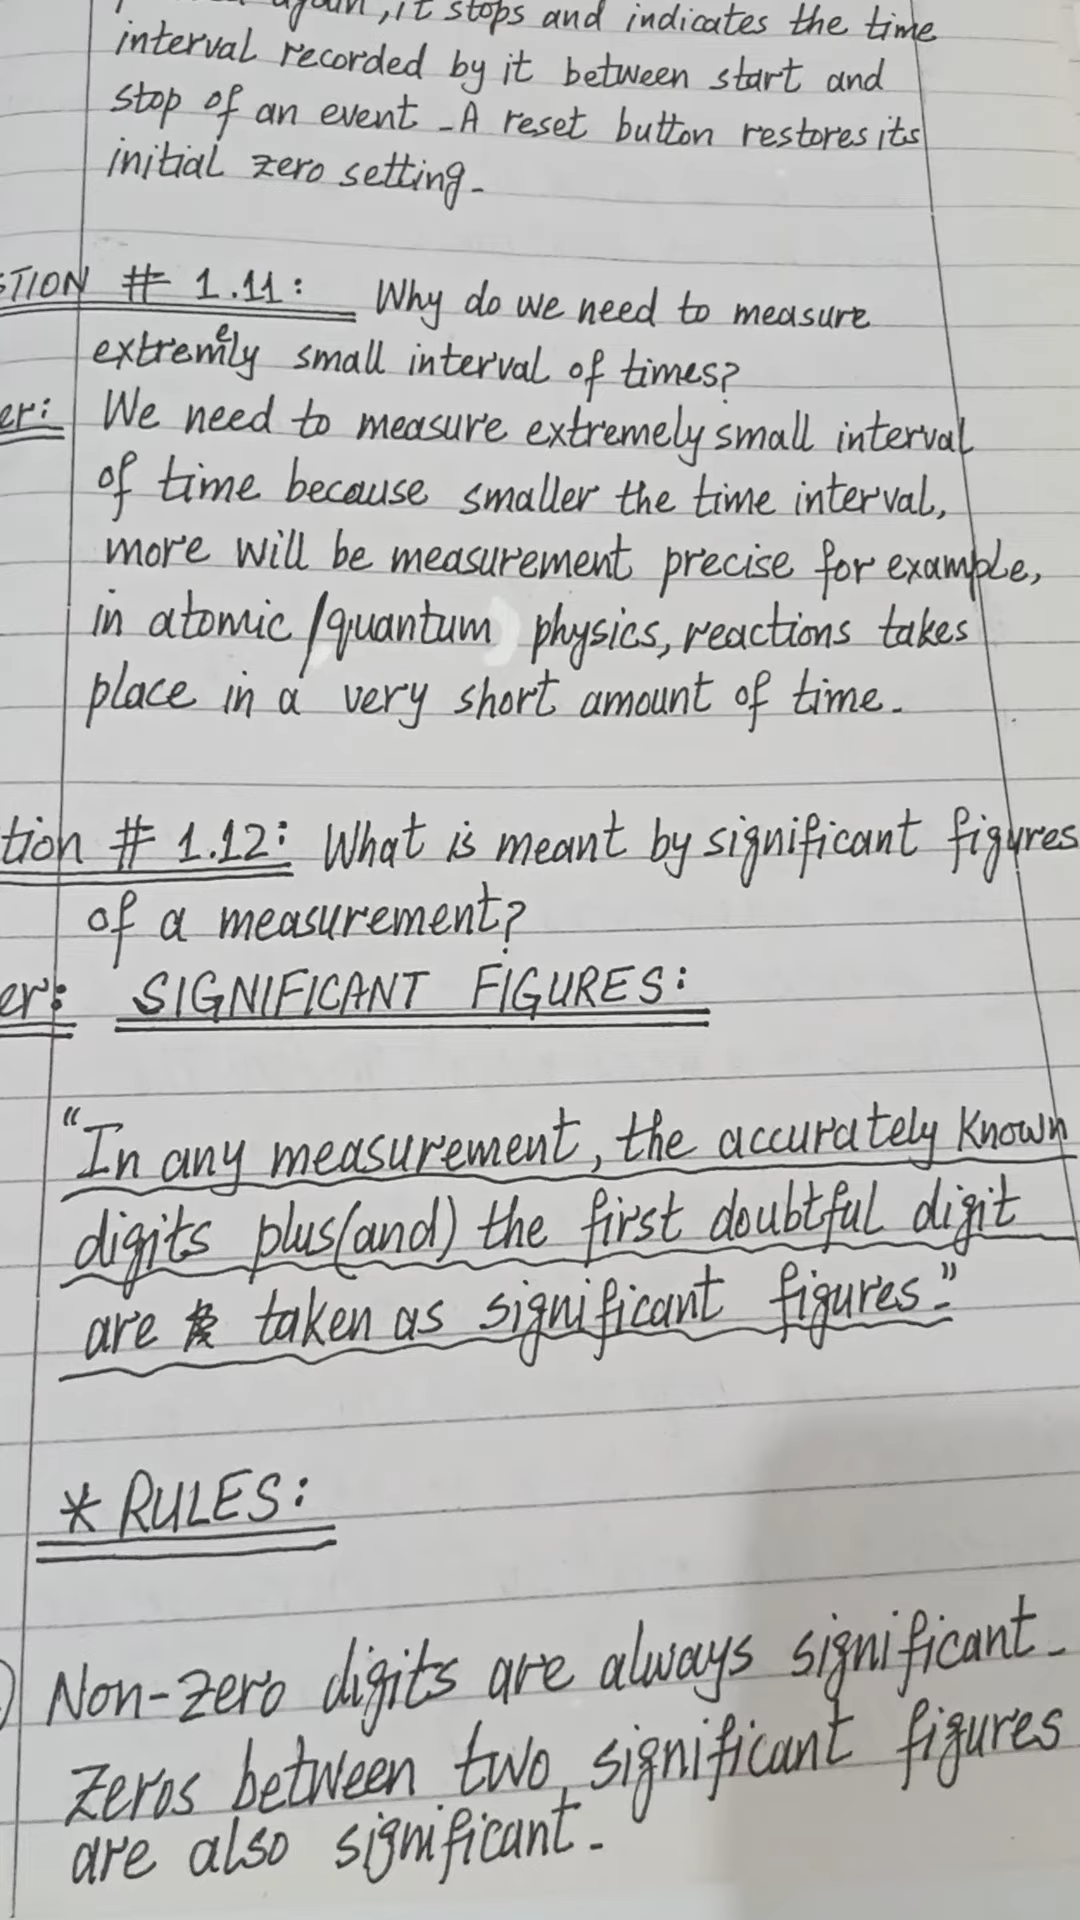 again, it stops and indicates the time
interval recorded by it between start and
stop of an event - A reset button restores its
initial zero setting -
STION # 1.11: Why do we need to measure
extremely small interval of times?
er: We need to measure extremely small interval
of time because smaller the time interval,
more will be measurement precise for example,
in atomic /quantum physics, reactions takes
place in a very short amount of time -
tion # 1.12: What is meant by significant figures
of a measurement?
er: SIGNIFICANT FIGURES:
"In any measurement, the accurately known
digits plus(and) the first doubtful digit
are taken as significant figures."
* RULES:
) Non-zero digits are always significant -
Zeros between two significant figures
are also significant -